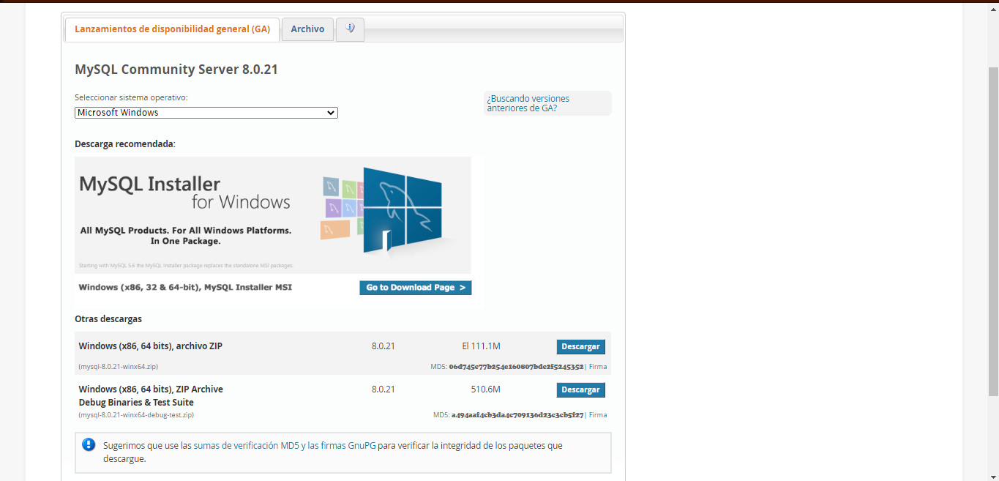 Lanzamientos de disponibilidad general (GA)
Archivo
MySQL Community Server 8.0.21
Seleccionar sistema operativo:
Microsoft Windows
¿Buscando versiones
anteriores de GA?
Descarga recomendada:
MySQL Installer
for Windows
All MySQL Products. For All Windows Platforms.
In One Package.
Starting with MySQL 5.6 the MySQL Installer package replaces the standalone MSI packages.
Windows (x86, 32 & 64-bit), MySQL Installer MSI
Go to Download Page >
Otras descargas
Windows (x86, 64 bits), archivo ZIP
8.0.21
El 111.1M
Descargar
(mysql-8.0.21-winx64.zip)
MD5: 06d745c77b254e160807bdc2f5245352 | Firma
Windows (x86, 64 bits), ZIP Archive
Debug Binaries & Test Suite
8.0.21
510.6M
Descargar
(mysql-8.0.21-winx64-debug-test.zip)
MD5: a494aaf4cb3da4c709136d23c3cb5f27 | Firma
Sugerimos que use las sumas de verificación MD5 y las firmas GnuPG para verificar la integridad de los paquetes que
descargue.